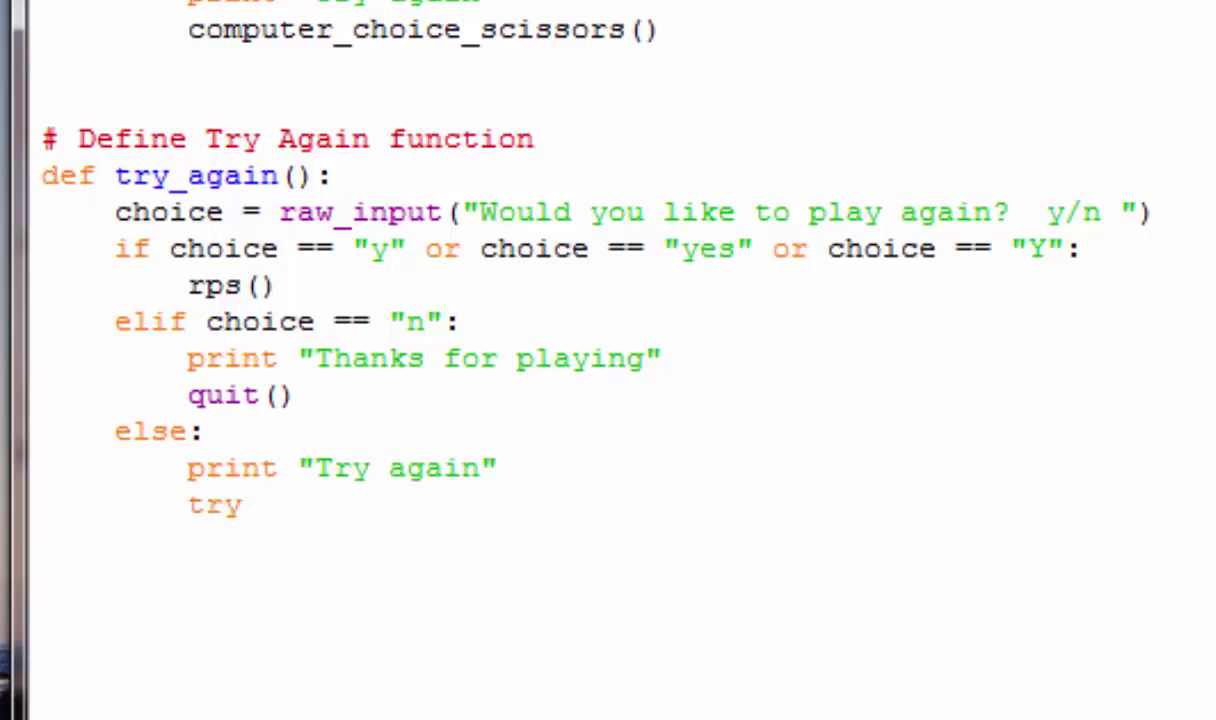 computer_choice_scissors()
# Define Try Again function
def try_again():
choice = raw_input("Would you like to play again?  y/n ")
if choice == "y" or choice == "yes" or choice == "Y":
rps()
elif choice == "n":
print "Thanks for playing"
quit()
else:
print "Try again"
try